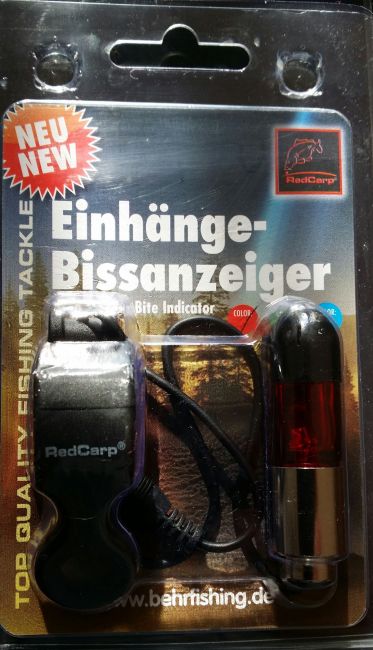 NEU
NEW
RedCarp®
TOP QUALITY FISHING TACKLE
Einhänge-
Bissanzeiger
Bite Indicator
COLOR:
RedCarp®
www.behrfishing.de